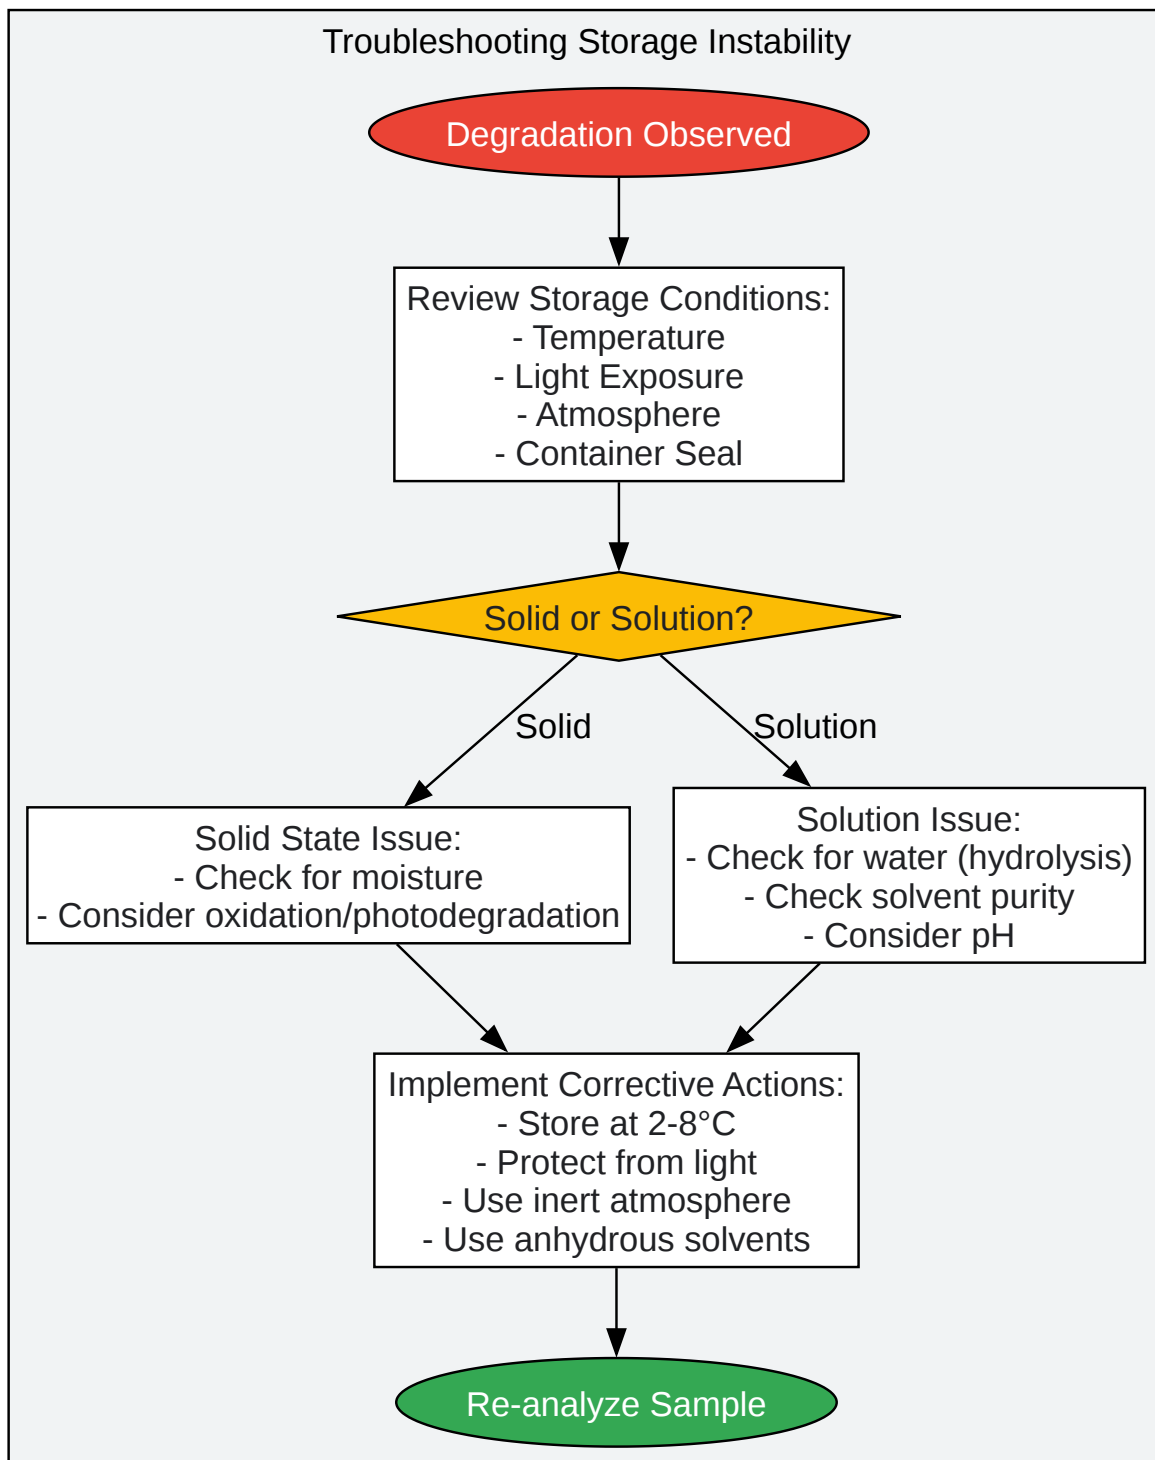 Troubleshooting Storage Instability
Degradation Observed
Review Storage Conditions:
- Temperature
- Light Exposure
- Atmosphere
- Container Seal
Solid or Solution?
Solid
Solution
Solid State Issue:
- Check for moisture
- Consider oxidation/photodegradation
Solution Issue:
- Check for water (hydrolysis)
- Check solvent purity
- Consider pH
Implement Corrective Actions:
- Store at 2-8°C
- Protect from light
- Use inert atmosphere
- Use anhydrous solvents
Re-analyze Sample